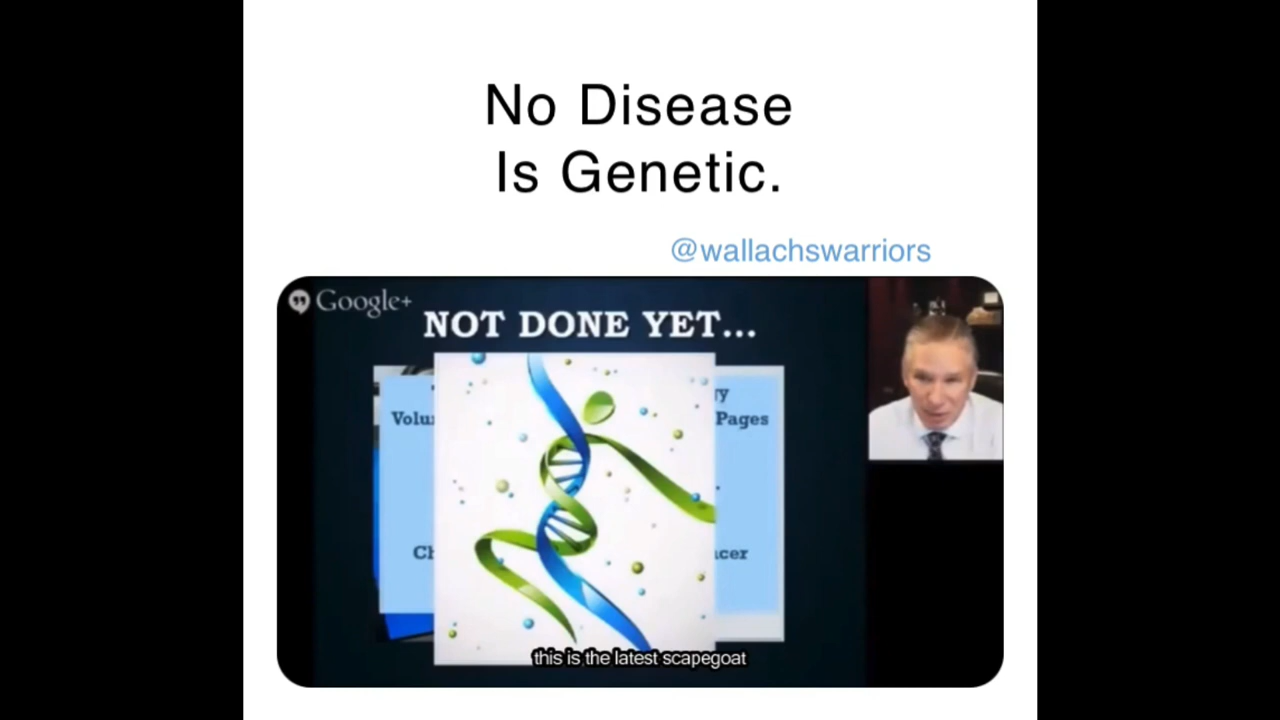 No Disease
Is Genetic.
@wallachswarriors
Google+
NOT DONE YET...
Pages
this is the latest scapegoat